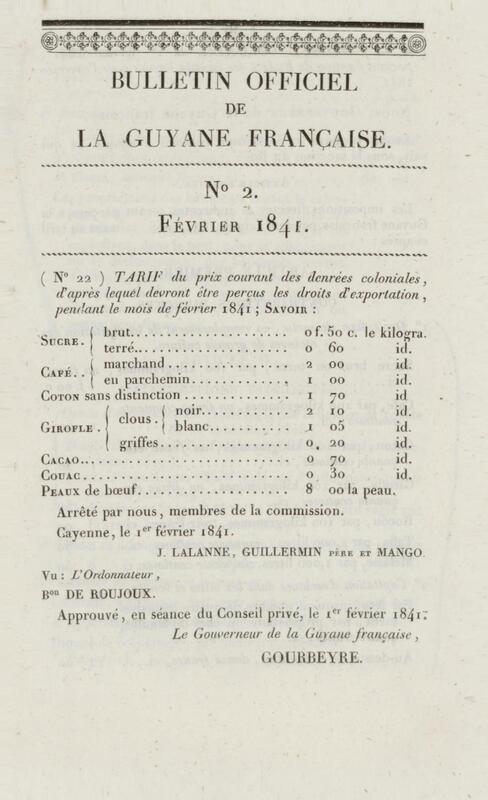 BULLETIN OFFICIEL
DE
LA GUYANE FRANÇAISE.
Nº 2.
FÉVRIER 1841.
( Nº 22 ) TARIF du prix courant des denrées coloniales,
d'après lequel devront être perçus les droits d'exportation,
pendant le mois de février 1841 ; SAVOIR :
SUCRE. { brut.................... 0 f. 50 c. le kilogra.
{ terré.................... 0 60 id.
CAFÉ.. { marchand.................... 2 00 id.
{ en parchemin.................... 1 00 id.
COTON sans distinction.................... 1 70 id
GIROFLE. { clous. { noir.................... 2 10 id.
{ blanc.................... 1 05 id.
{ griffes.................... 0. 20 id.
CACAO.................... 0 70 id.
COUAC.................... 0 30 id.
PEAUX de bœuf.................... 8 00 la peau.
Arrêté par nous, membres de la commission.
Cayenne, le 1er février 1841.
J. LALANNE, GUILLERMIN PÈRE ET MANGO.
Vu : L'Ordonnateur,
Bon DE ROUJOUX.
Approuvé, en séance du Conseil privé, le 1er février 1841.
Le Gouverneur de la Guyane française,
GOURBEYRE.